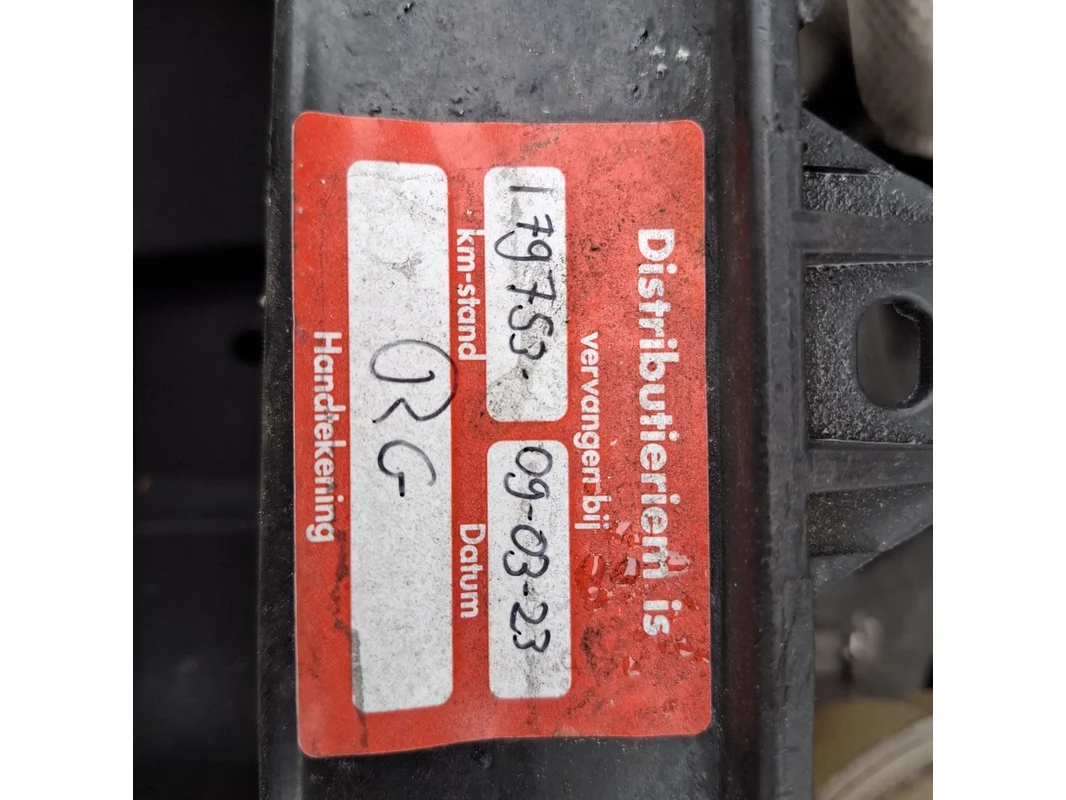 Distributieriem is
vervangen bij
179753. 09-03-23
km-stand Datum
RG
Handtekening